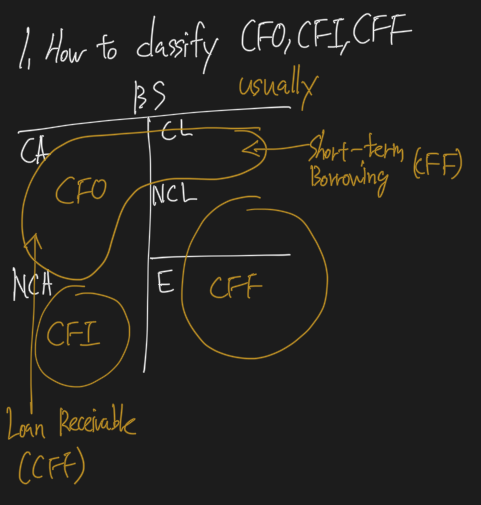 1, How to classify CFO, CFI, CFF
usually
BS
CA
CL
CFO
Short-term
Borrowing (CFF)
NCL
NCA
E
CFF
CFI
Loan Receivable
(CFF)